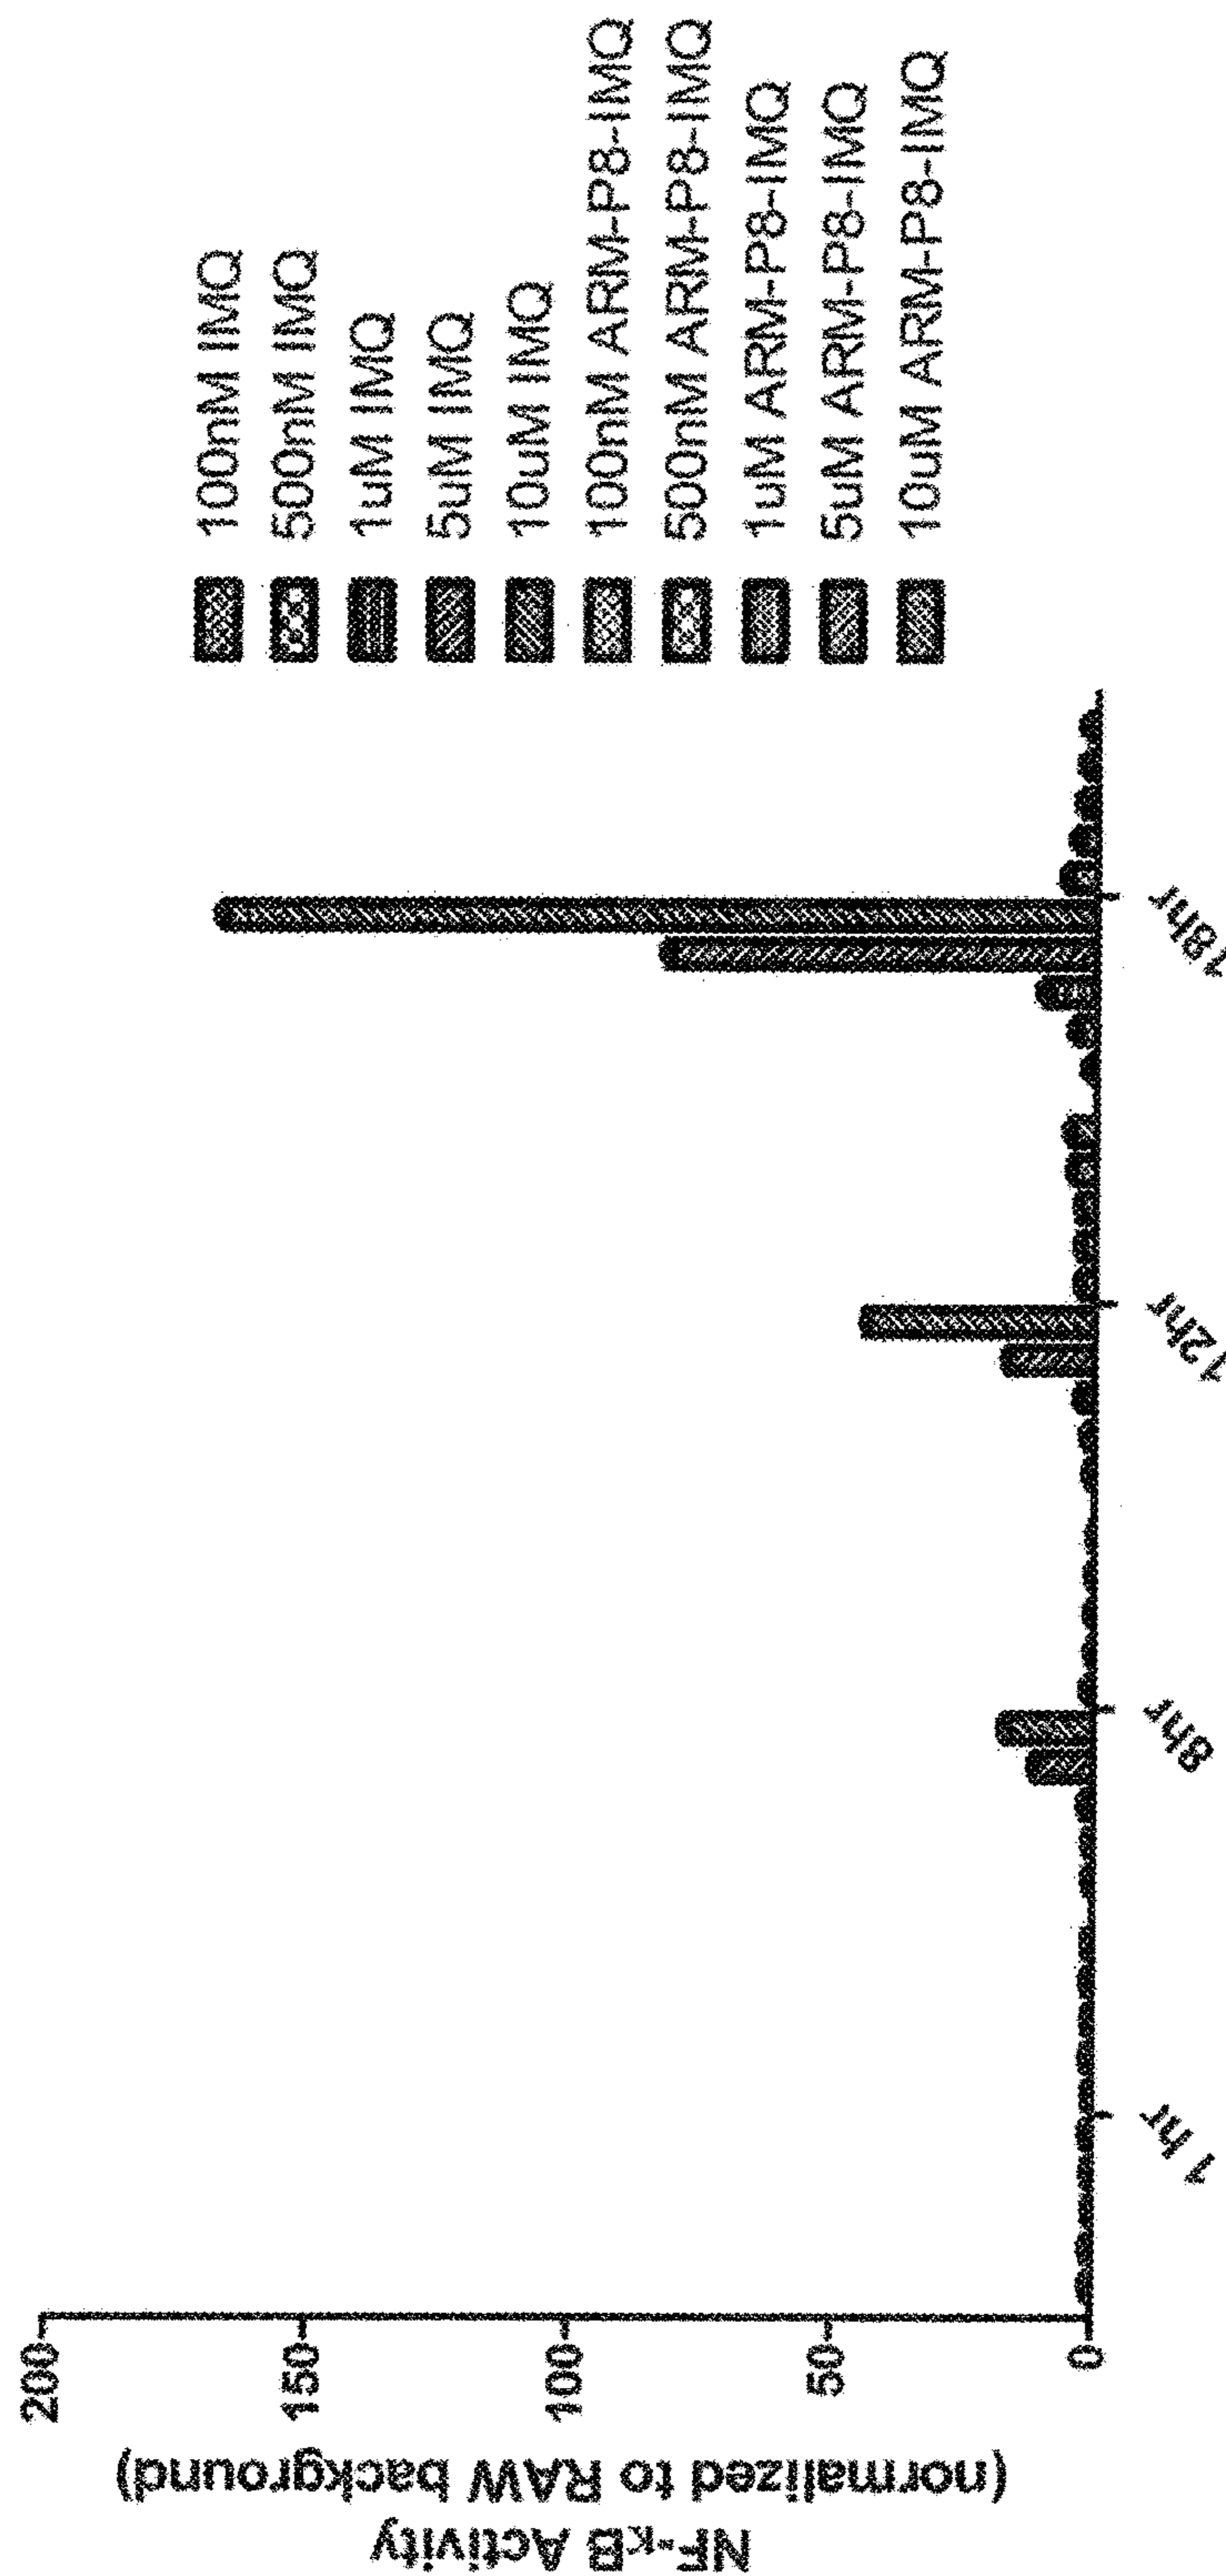 NF-κB Activity
(normalized to RAW background)
200
150
100
50
0
1 hr
8hr
12hr
18hr
100nM IMQ
500nM IMQ
1uM IMQ
5uM IMQ
10uM IMQ
100nM ARM-P8-IMQ
500nM ARM-P8-IMQ
1uM ARM-P8-IMQ
5uM ARM-P8-IMQ
10uM ARM-P8-IMQ